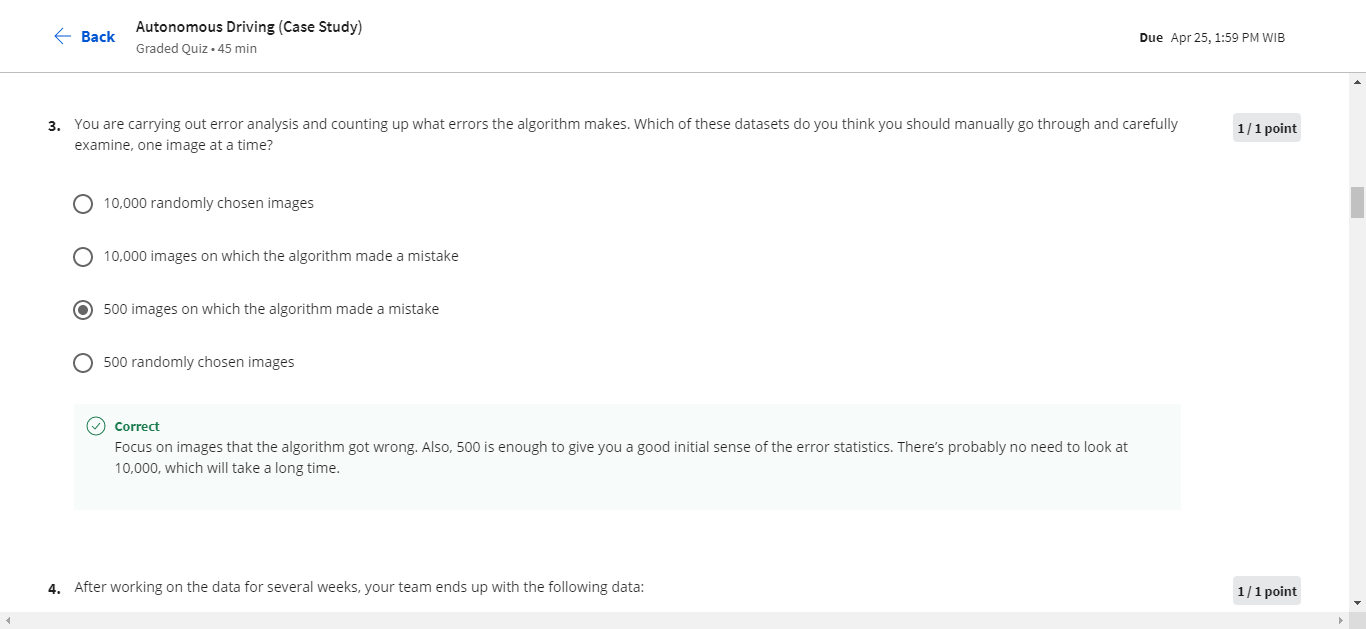 Back
Autonomous Driving (Case Study)
Graded Quiz • 45 min
Due Apr 25, 1:59 PM WIB
3. You are carrying out error analysis and counting up what errors the algorithm makes. Which of these datasets do you think you should manually go through and carefully
examine, one image at a time?
1 / 1 point
10,000 randomly chosen images
10,000 images on which the algorithm made a mistake
500 images on which the algorithm made a mistake
500 randomly chosen images
Correct
Focus on images that the algorithm got wrong. Also, 500 is enough to give you a good initial sense of the error statistics. There’s probably no need to look at
10,000, which will take a long time.
4. After working on the data for several weeks, your team ends up with the following data:
1 / 1 point